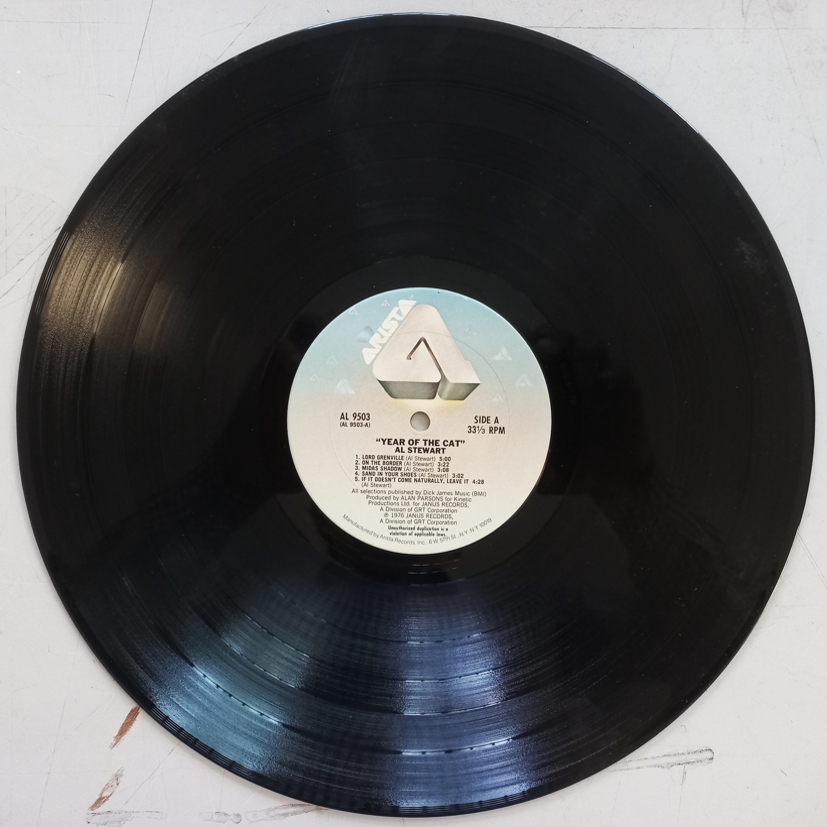 ARISTA
AL 9503
(AL 9503-A)
SIDE A
33⅓ RPM
"YEAR OF THE CAT"
AL STEWART
1. LORD GRENVILLE (Al Stewart) 5:00
2. ON THE BORDER (Al Stewart) 3:22
3. MIDAS SHADOW (Al Stewart) 3:08
4. SAND IN YOUR SHOES (Al Stewart) 3:02
5. IF IT DOESN'T COME NATURALLY, LEAVE IT 4:28
(Al Stewart)
All selections published by Dick James Music (BMI)
Produced by ALAN PARSONS for Kinetic
Productions Ltd. for JANUS RECORDS,
A Division of GRT Corporation
℗ 1976 JANUS RECORDS,
A Division of GRT Corporation
Unauthorized duplication is a
violation of applicable laws.
Manufactured by Arista Records, Inc., 6 W 57th St., N.Y. N.Y. 10019